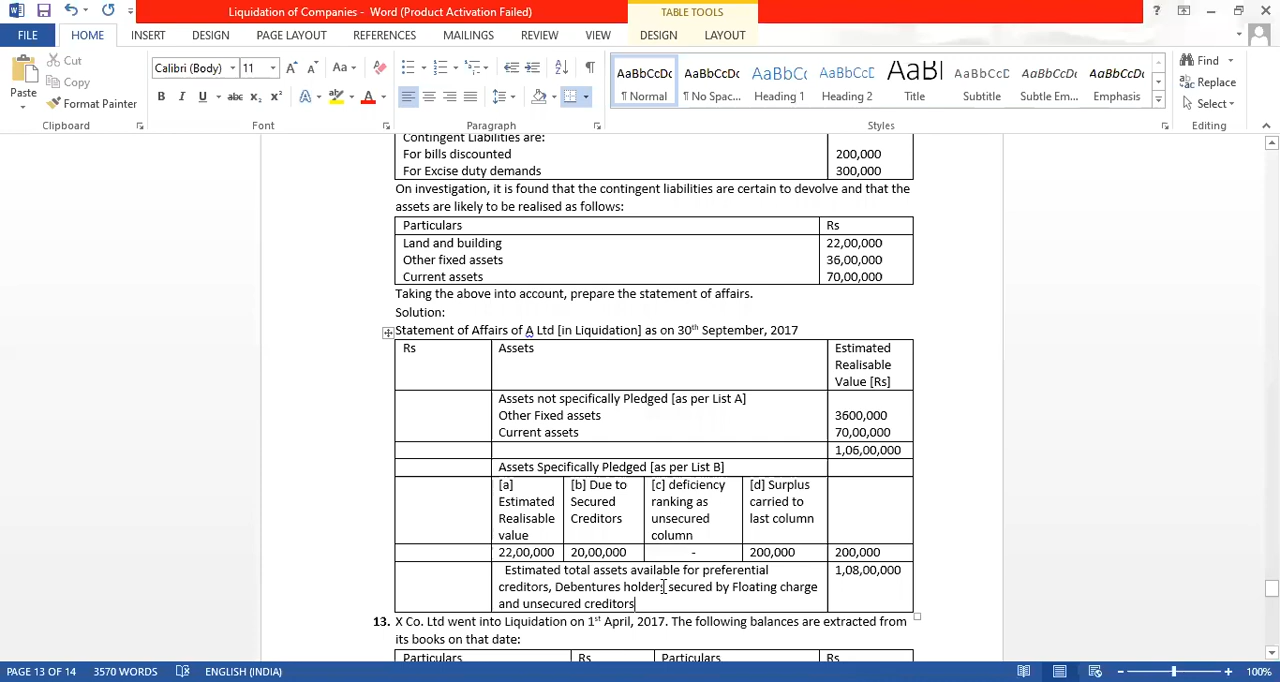 Liquidation of Companies - Word (Product Activation Failed)
TABLE TOOLS
FILE HOME INSERT DESIGN PAGE LAYOUT REFERENCES MAILINGS REVIEW VIEW DESIGN LAYOUT
Paste
Cut
Copy
Format Painter
Clipboard
Calibri (Body) 11
Font
Paragraph
AaBbCcDc AaBbCcDc AaBbCc AaBbCcC AaBI AaBbCcD AaBbCcDc AaBbCcDc
¶ Normal ¶ No Spac... Heading 1 Heading 2 Title Subtitle Subtle Em... Emphasis
Styles
Find
Replace
Select
Editing
Contingent Liabilities are:
For bills discounted 200,000
For Excise duty demands 300,000
On investigation, it is found that the contingent liabilities are certain to devolve and that the
assets are likely to be realised as follows:
Particulars Rs
Land and building 22,00,000
Other fixed assets 36,00,000
Current assets 70,00,000
Taking the above into account, prepare the statement of affairs.
Solution:
Statement of Affairs of A Ltd [in Liquidation] as on 30th September, 2017
Rs Assets Estimated
Realisable
Value [Rs]
Assets not specifically Pledged [as per List A]
Other Fixed assets 3600,000
Current assets 70,00,000
1,06,00,000
Assets Specifically Pledged [as per List B]
[a] [b] Due to [c] deficiency [d] Surplus
Estimated Secured ranking as carried to
Realisable Creditors unsecured last column
value column
22,00,000 20,00,000 - 200,000 200,000
Estimated total assets available for preferential 1,08,00,000
creditors, Debentures holders secured by Floating charge
and unsecured creditors
13. X Co. Ltd went into Liquidation on 1st April, 2017. The following balances are extracted from
its books on that date:
Particulars Rs Particulars Rs
PAGE 13 OF 14 3570 WORDS ENGLISH (INDIA) 100%